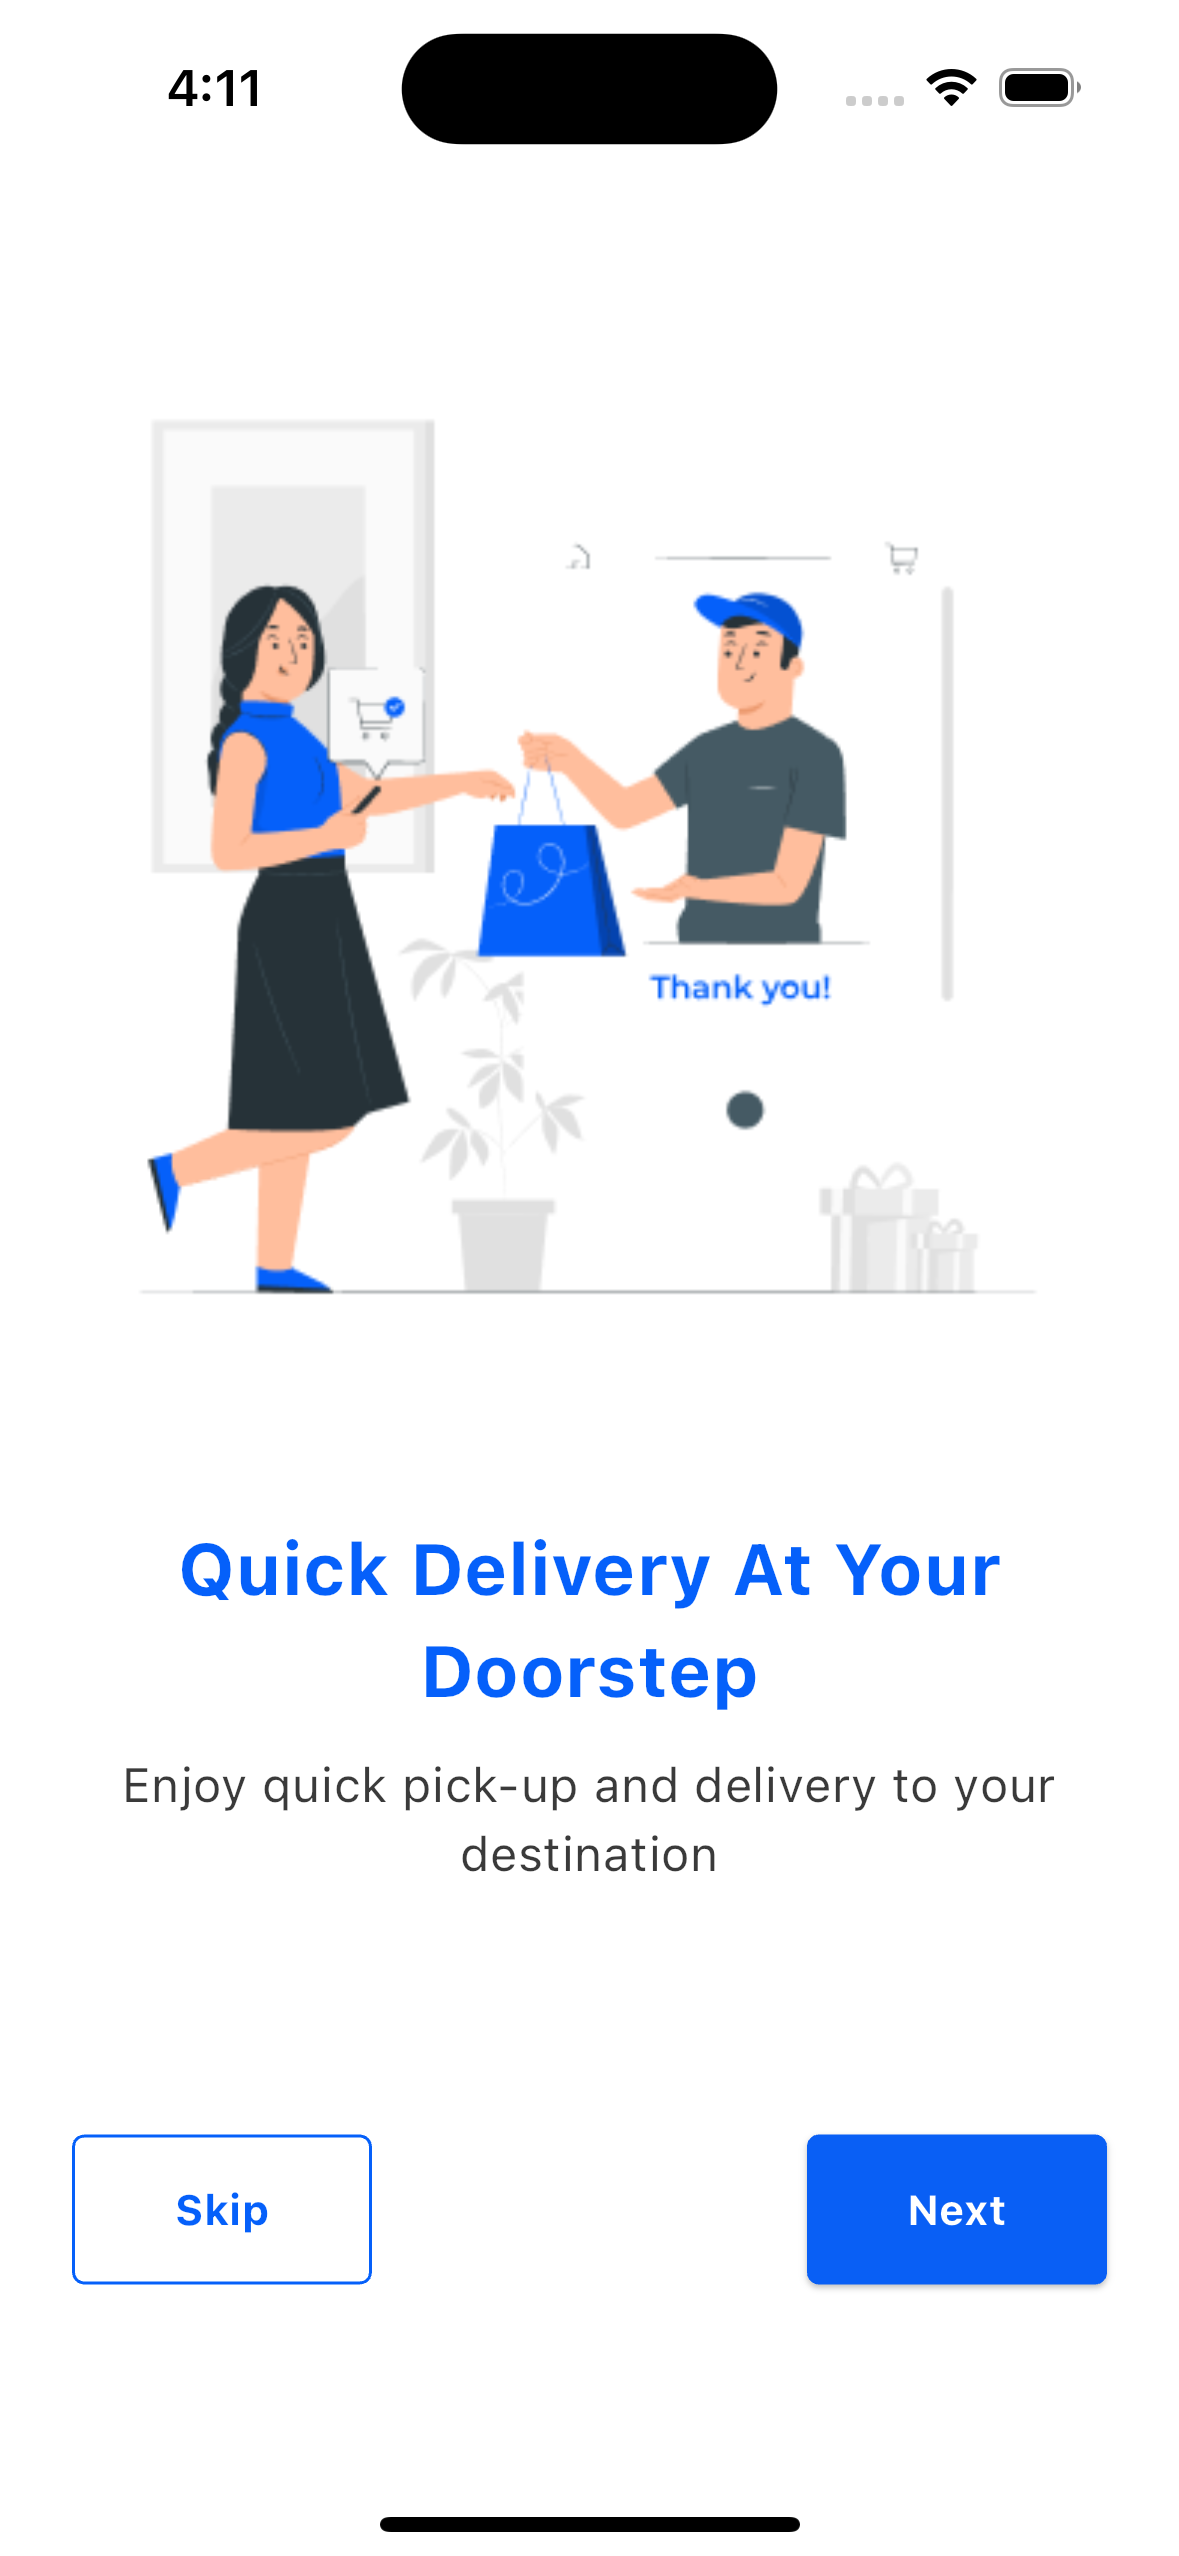 4:11
Thank you!
Quick Delivery At Your
Doorstep
Enjoy quick pick-up and delivery to your
destination
Skip
Next